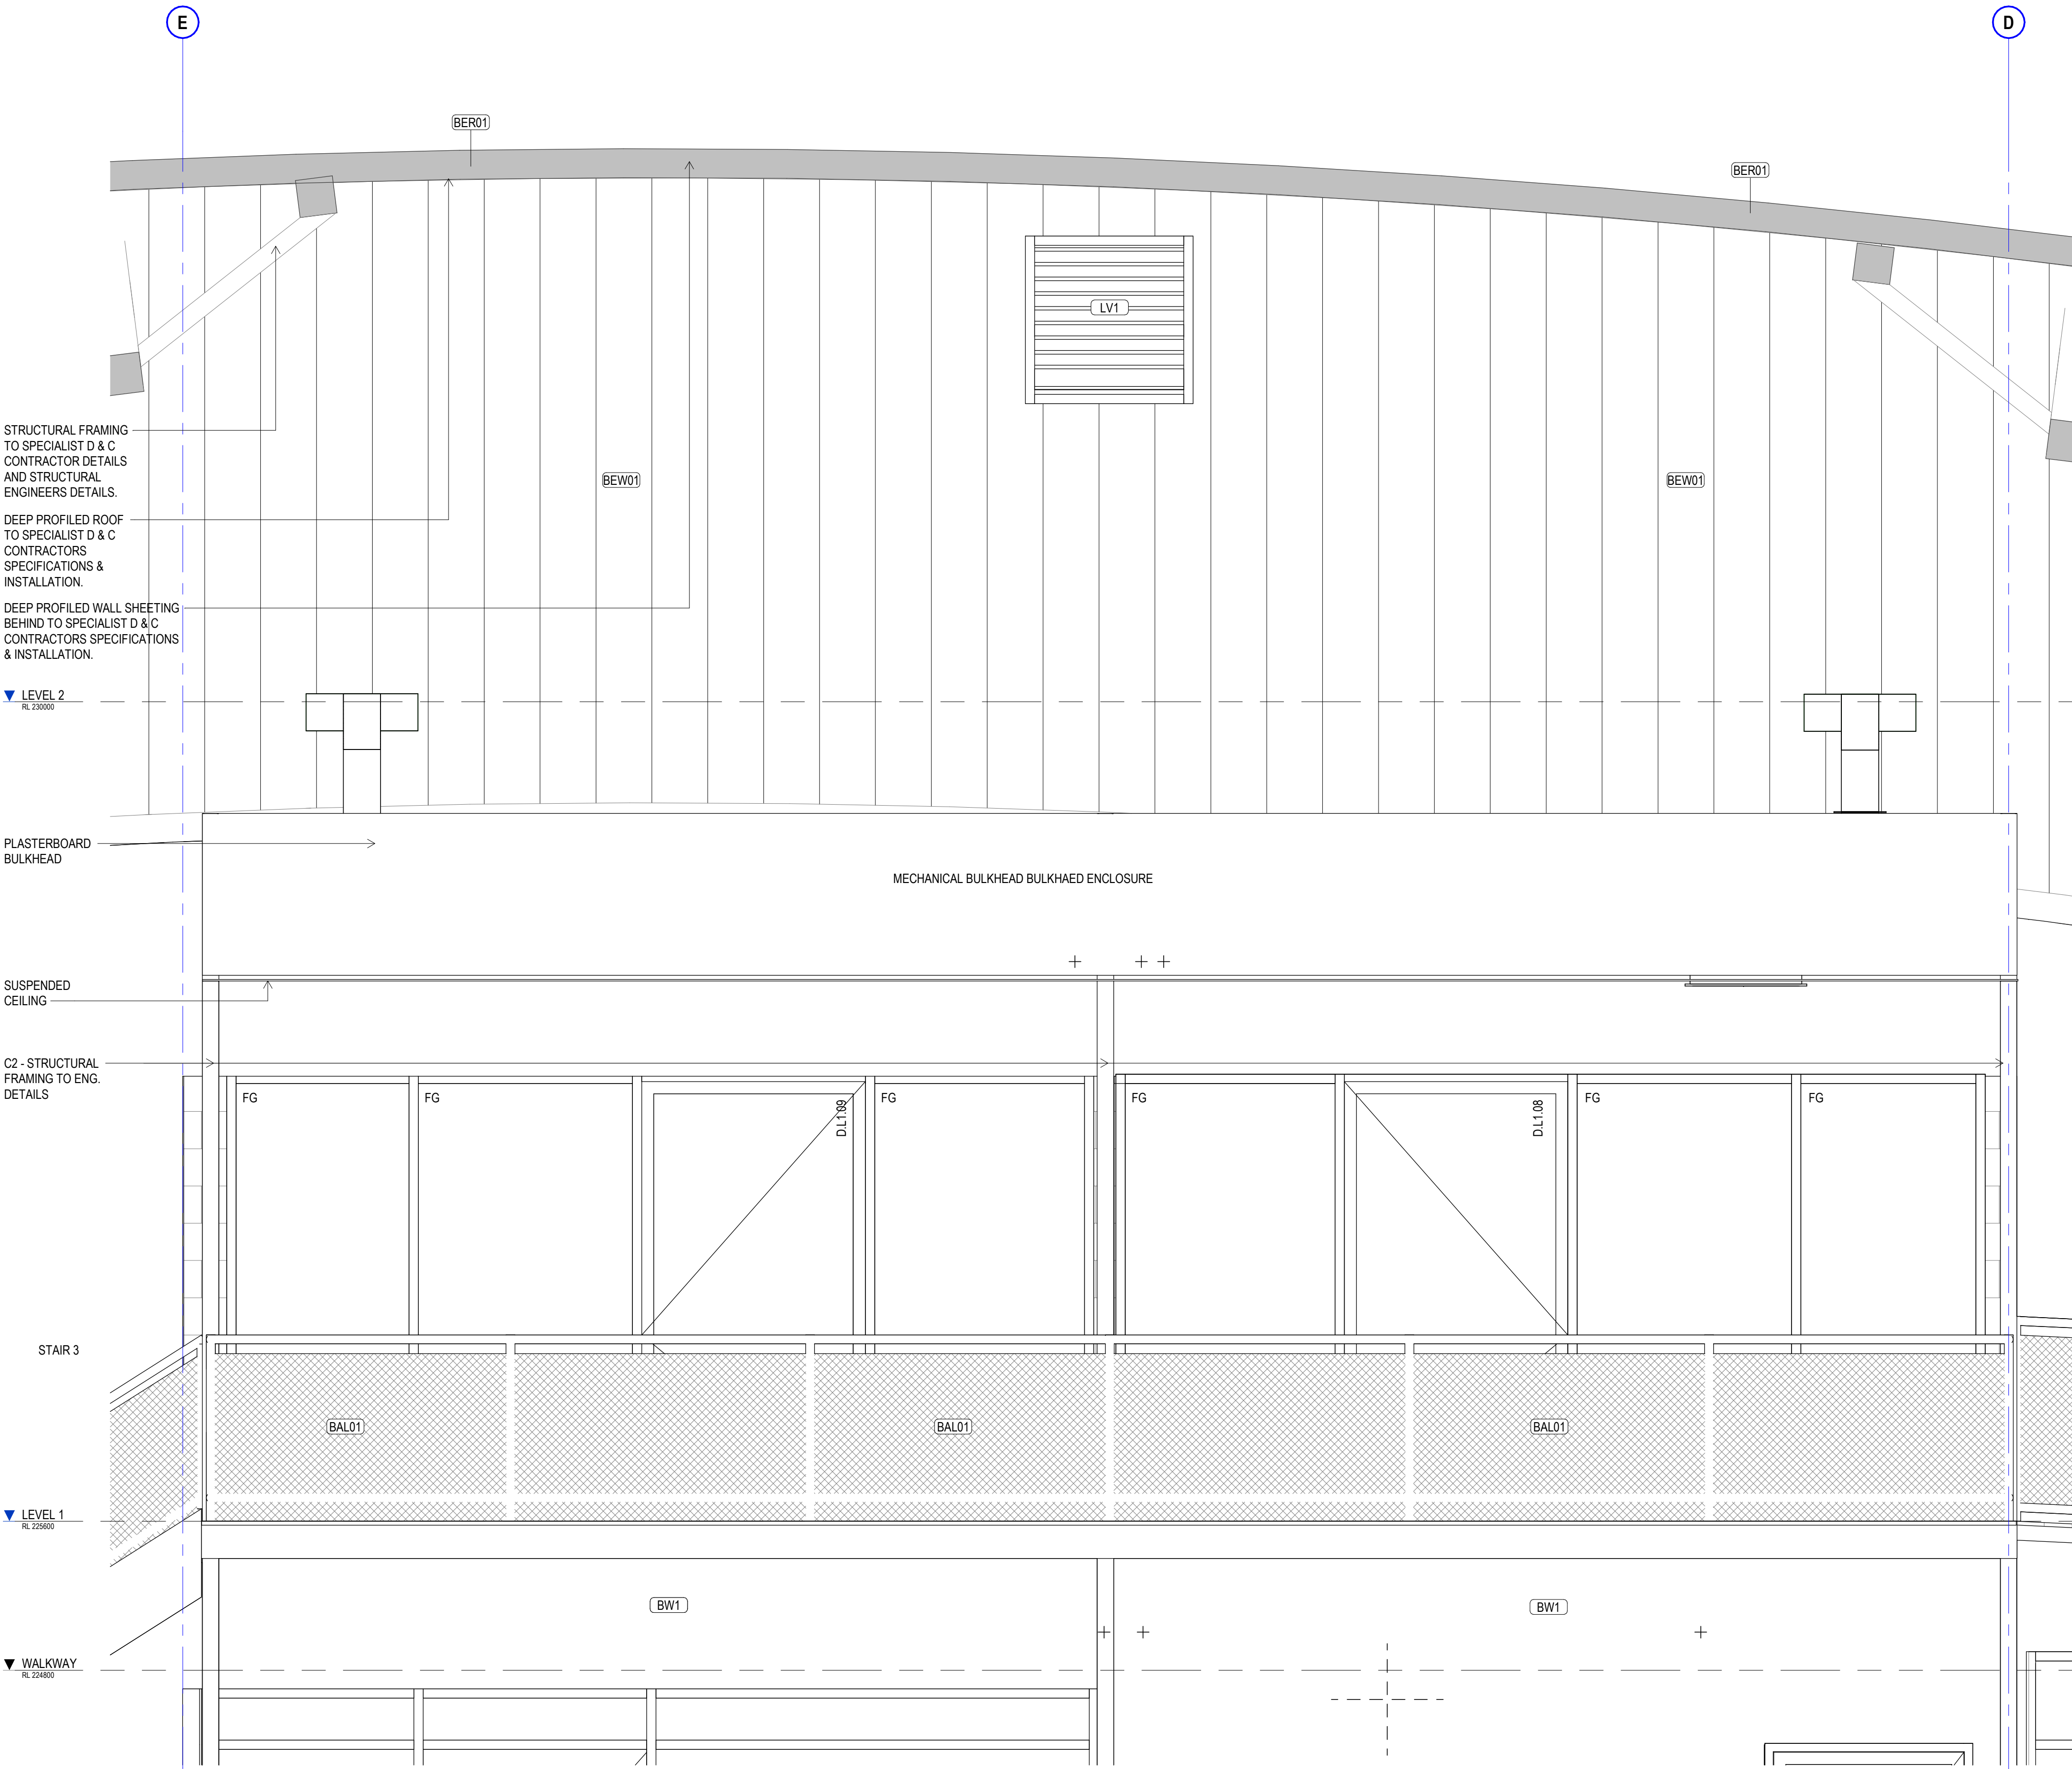 E
D
BER01
BER01
LV1
STRUCTURAL FRAMING
TO SPECIALIST D & C
CONTRACTOR DETAILS
AND STRUCTURAL
ENGINEERS DETAILS.
BEW01
BEW01
DEEP PROFILED ROOF
TO SPECIALIST D & C
CONTRACTORS
SPECIFICATIONS &
INSTALLATION.
DEEP PROFILED WALL SHEETING
BEHIND TO SPECIALIST D & C
CONTRACTORS SPECIFICATIONS
& INSTALLATION.
LEVEL 2
RL 230000
PLASTERBOARD
BULKHEAD
MECHANICAL BULKHEAD BULKHAED ENCLOSURE
SUSPENDED
CEILING
C2 - STRUCTURAL
FRAMING TO ENG.
DETAILS
FG
FG
D.L1.09
FG
FG
D.L1.08
FG
FG
STAIR 3
BAL01
BAL01
BAL01
LEVEL 1
RL 225600
BW1
BW1
WALKWAY
RL 224800